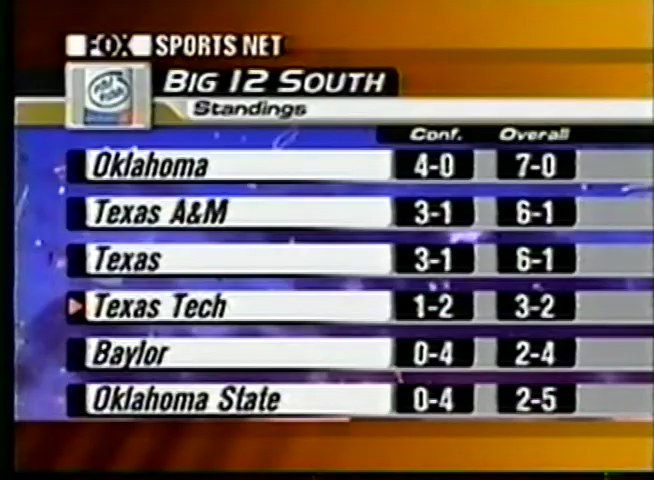 FOX SPORTS NET
BIG 12 SOUTH
Standings
Conf. Overall
Oklahoma 4-0 7-0
Texas A&M 3-1 6-1
Texas 3-1 6-1
Texas Tech 1-2 3-2
Baylor 0-4 2-4
Oklahoma State 0-4 2-5